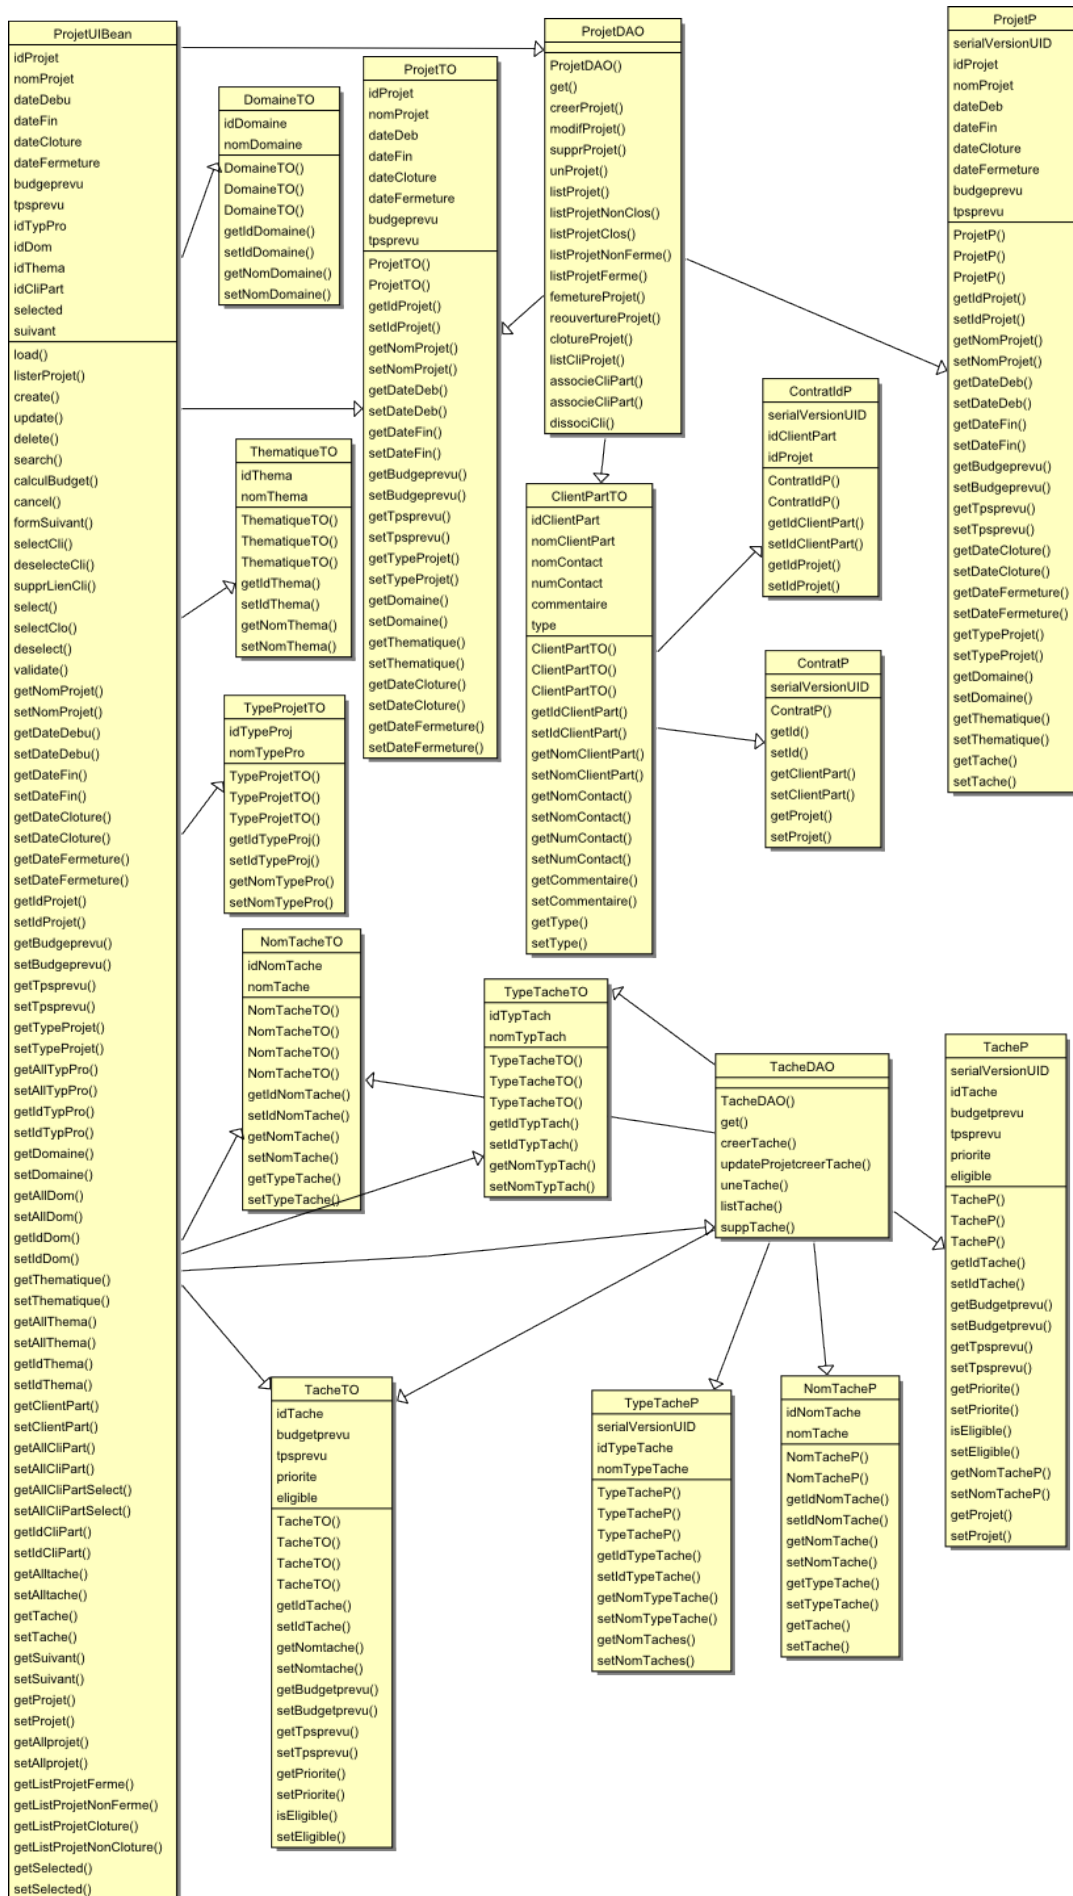 ProjetUIBean
idProjet
nomProjet
dateDebu
dateFin
dateCloture
dateFermeture
budgeprevu
tpsprevu
idTypPro
idDom
idThema
idCliPart
selected
suivant
load()
listerProjet()
create()
update()
delete()
search()
calculBudget()
cancel()
formSuivant()
selectCli()
deselecteCli()
supprLienCli()
select()
selectClo()
deselect()
validate()
getNomProjet()
setNomProjet()
getDateDebu()
setDateDebu()
getDateFin()
setDateFin()
getDateCloture()
setDateCloture()
getDateFermeture()
setDateFermeture()
getIdProjet()
setIdProjet()
getBudgeprevu()
setBudgeprevu()
getTpsprevu()
setTpsprevu()
getTypeProjet()
setTypeProjet()
getAllTypPro()
setAllTypPro()
getIdTypPro()
setIdTypPro()
getDomaine()
setDomaine()
getAllDom()
setAllDom()
getIdDom()
setIdDom()
getThematique()
setThematique()
getAllThema()
setAllThema()
getIdThema()
setIdThema()
getClientPart()
setClientPart()
getAllCliPart()
setAllCliPart()
getAllCliPartSelect()
setAllCliPartSelect()
getIdCliPart()
setIdCliPart()
getAlltache()
setAlltache()
getTache()
setTache()
getSuivant()
setSuivant()
getProjet()
setProjet()
getAllprojet()
setAllprojet()
getListProjetFerme()
getListProjetNonFerme()
getListProjetCloture()
getListProjetNonCloture()
getSelected()
setSelected()
DomaineTO
idDomaine
nomDomaine
DomaineTO()
DomaineTO()
DomaineTO()
getIdDomaine()
setIdDomaine()
getNomDomaine()
setNomDomaine()
ProjetTO
idProjet
nomProjet
dateDeb
dateFin
dateCloture
dateFermeture
budgeprevu
tpsprevu
ProjetTO()
ProjetTO()
getIdProjet()
setIdProjet()
getNomProjet()
setNomProjet()
getDateDeb()
setDateDeb()
getDateFin()
setDateFin()
getBudgeprevu()
setBudgeprevu()
getTpsprevu()
setTpsprevu()
getTypeProjet()
setTypeProjet()
getDomaine()
setDomaine()
getThematique()
setThematique()
getDateCloture()
setDateCloture()
getDateFermeture()
setDateFermeture()
ProjetDAO
ProjetDAO()
get()
creerProjet()
modifProjet()
supprProjet()
unProjet()
listProjet()
listProjetNonClos()
listProjetClos()
listProjetNonFerme()
listProjetFerme()
femetureProjet()
reouvertureProjet()
clotureProjet()
listCliProjet()
associeCliPart()
associeCliPart()
dissociCli()
ProjetP
serialVersionUID
idProjet
nomProjet
dateDeb
dateFin
dateCloture
dateFermeture
budgeprevu
tpsprevu
ProjetP()
ProjetP()
ProjetP()
getIdProjet()
setIdProjet()
getNomProjet()
setNomProjet()
getDateDeb()
setDateDeb()
getDateFin()
setDateFin()
getBudgeprevu()
setBudgeprevu()
getTpsprevu()
setTpsprevu()
getDateCloture()
setDateCloture()
getDateFermeture()
setDateFermeture()
getTypeProjet()
setTypeProjet()
getDomaine()
setDomaine()
getThematique()
setThematique()
getTache()
setTache()
ThematiqueTO
idThema
nomThema
ThematiqueTO()
ThematiqueTO()
ThematiqueTO()
getIdThema()
setIdThema()
getNomThema()
setNomThema()
ClientPartTO
idClientPart
nomClientPart
nomContact
numContact
commentaire
type
ClientPartTO()
ClientPartTO()
ClientPartTO()
getIdClientPart()
setIdClientPart()
getNomClientPart()
setNomClientPart()
getNomContact()
setNomContact()
getNumContact()
setNumContact()
getCommentaire()
setCommentaire()
getType()
setType()
ContratIdP
serialVersionUID
idClientPart
idProjet
ContratIdP()
ContratIdP()
getIdClientPart()
setIdClientPart()
getIdProjet()
setIdProjet()
ContratP
serialVersionUID
ContratP()
getId()
setId()
getClientPart()
setClientPart()
getProjet()
setProjet()
TypeProjetTO
idTypeProj
nomTypePro
TypeProjetTO()
TypeProjetTO()
TypeProjetTO()
getIdTypeProj()
setIdTypeProj()
getNomTypePro()
setNomTypePro()
NomTacheTO
idNomTache
nomTache
NomTacheTO()
NomTacheTO()
NomTacheTO()
NomTacheTO()
getIdNomTache()
setIdNomTache()
getNomTache()
setNomTache()
getTypeTache()
setTypeTache()
TypeTacheTO
idTypTach
nomTypTach
TypeTacheTO()
TypeTacheTO()
TypeTacheTO()
getIdTypTach()
setIdTypTach()
getNomTypTach()
setNomTypTach()
TacheDAO
TacheDAO()
get()
creerTache()
updateProjetcreerTache()
uneTache()
listTache()
suppTache()
TacheP
serialVersionUID
idTache
budgetprevu
tpsprevu
priorite
eligible
TacheP()
TacheP()
TacheP()
getIdTache()
setIdTache()
getBudgetprevu()
setBudgetprevu()
getTpsprevu()
setTpsprevu()
getPriorite()
setPriorite()
isEligible()
setEligible()
getNomTacheP()
setNomTacheP()
getProjet()
setProjet()
TacheTO
idTache
budgetprevu
tpsprevu
priorite
eligible
TacheTO()
TacheTO()
TacheTO()
TacheTO()
getIdTache()
setIdTache()
getNomtache()
setNomtache()
getBudgetprevu()
setBudgetprevu()
getTpsprevu()
setTpsprevu()
getPriorite()
setPriorite()
isEligible()
setEligible()
TypeTacheP
serialVersionUID
idTypeTache
nomTypeTache
TypeTacheP()
TypeTacheP()
TypeTacheP()
getIdTypeTache()
setIdTypeTache()
getNomTypeTache()
setNomTypeTache()
getNomTaches()
setNomTaches()
NomTacheP
idNomTache
nomTache
NomTacheP()
NomTacheP()
getIdNomTache()
setIdNomTache()
getNomTache()
setNomTache()
getTypeTache()
setTypeTache()
getTache()
setTache()